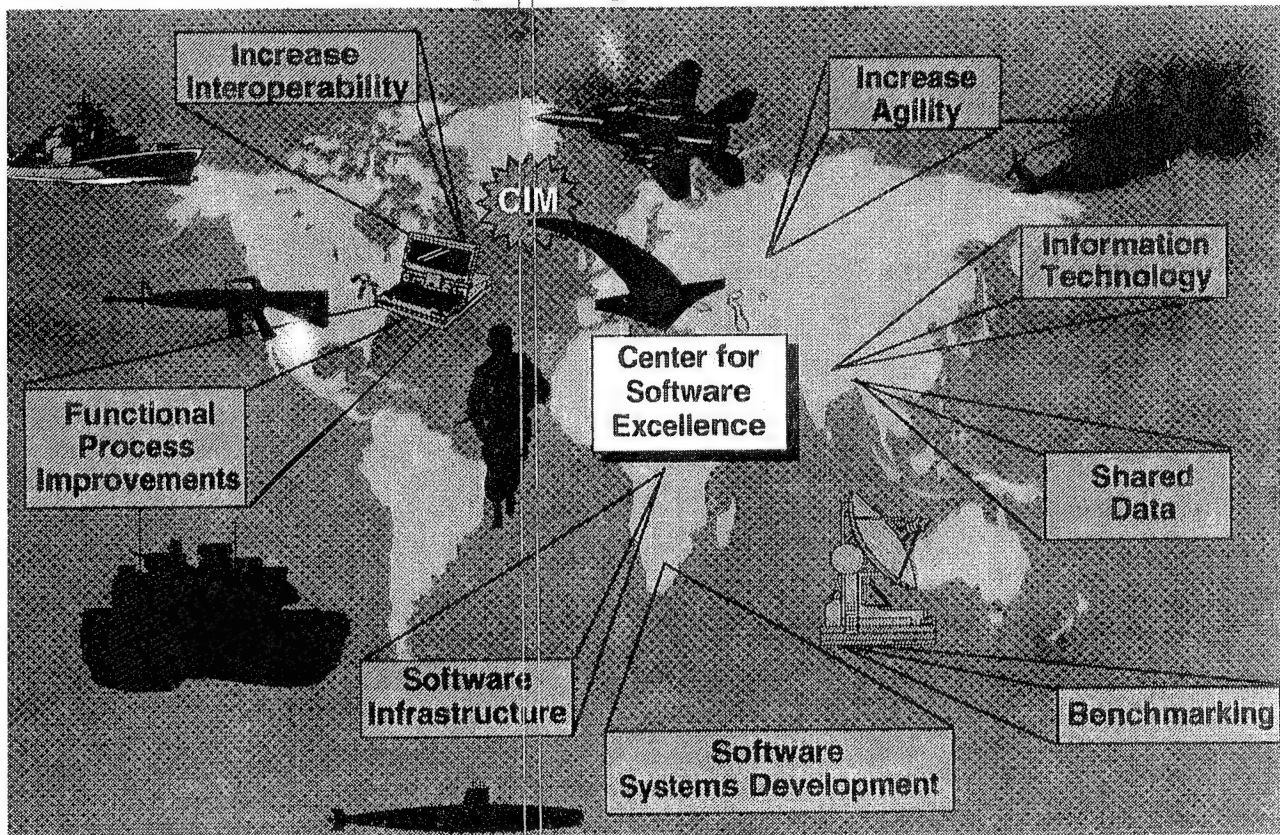 Increase
Interoperability
Increase
Agility
CIM
Information
Technology
Center for
Software
Excellence
Functional
Process
Improvements
Shared
Data
Software
Infrastructure
Benchmarking
Software
Systems Development